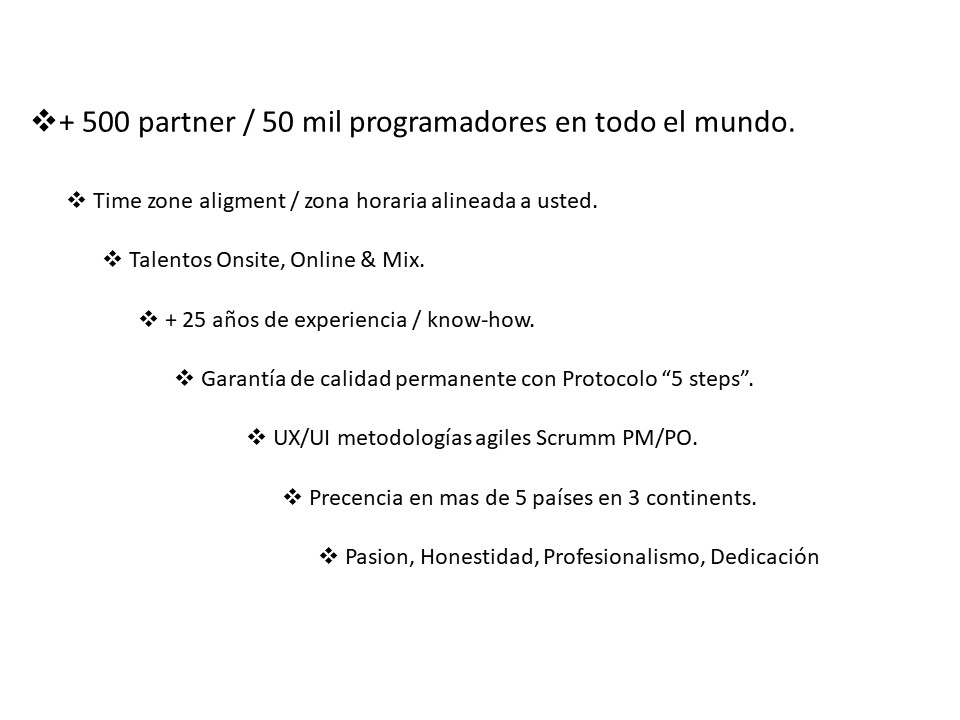 ❖+ 500 partner / 50 mil programadores en todo el mundo.
❖ Time zone aligment / zona horaria alineada a usted.
❖ Talentos Onsite, Online & Mix.
❖ + 25 años de experiencia / know-how.
❖ Garantía de calidad permanente con Protocolo “5 steps”.
❖ UX/UI metodologías agiles Scrumm PM/PO.
❖ Precencia en mas de 5 países en 3 continents.
❖ Pasion, Honestidad, Profesionalismo, Dedicación